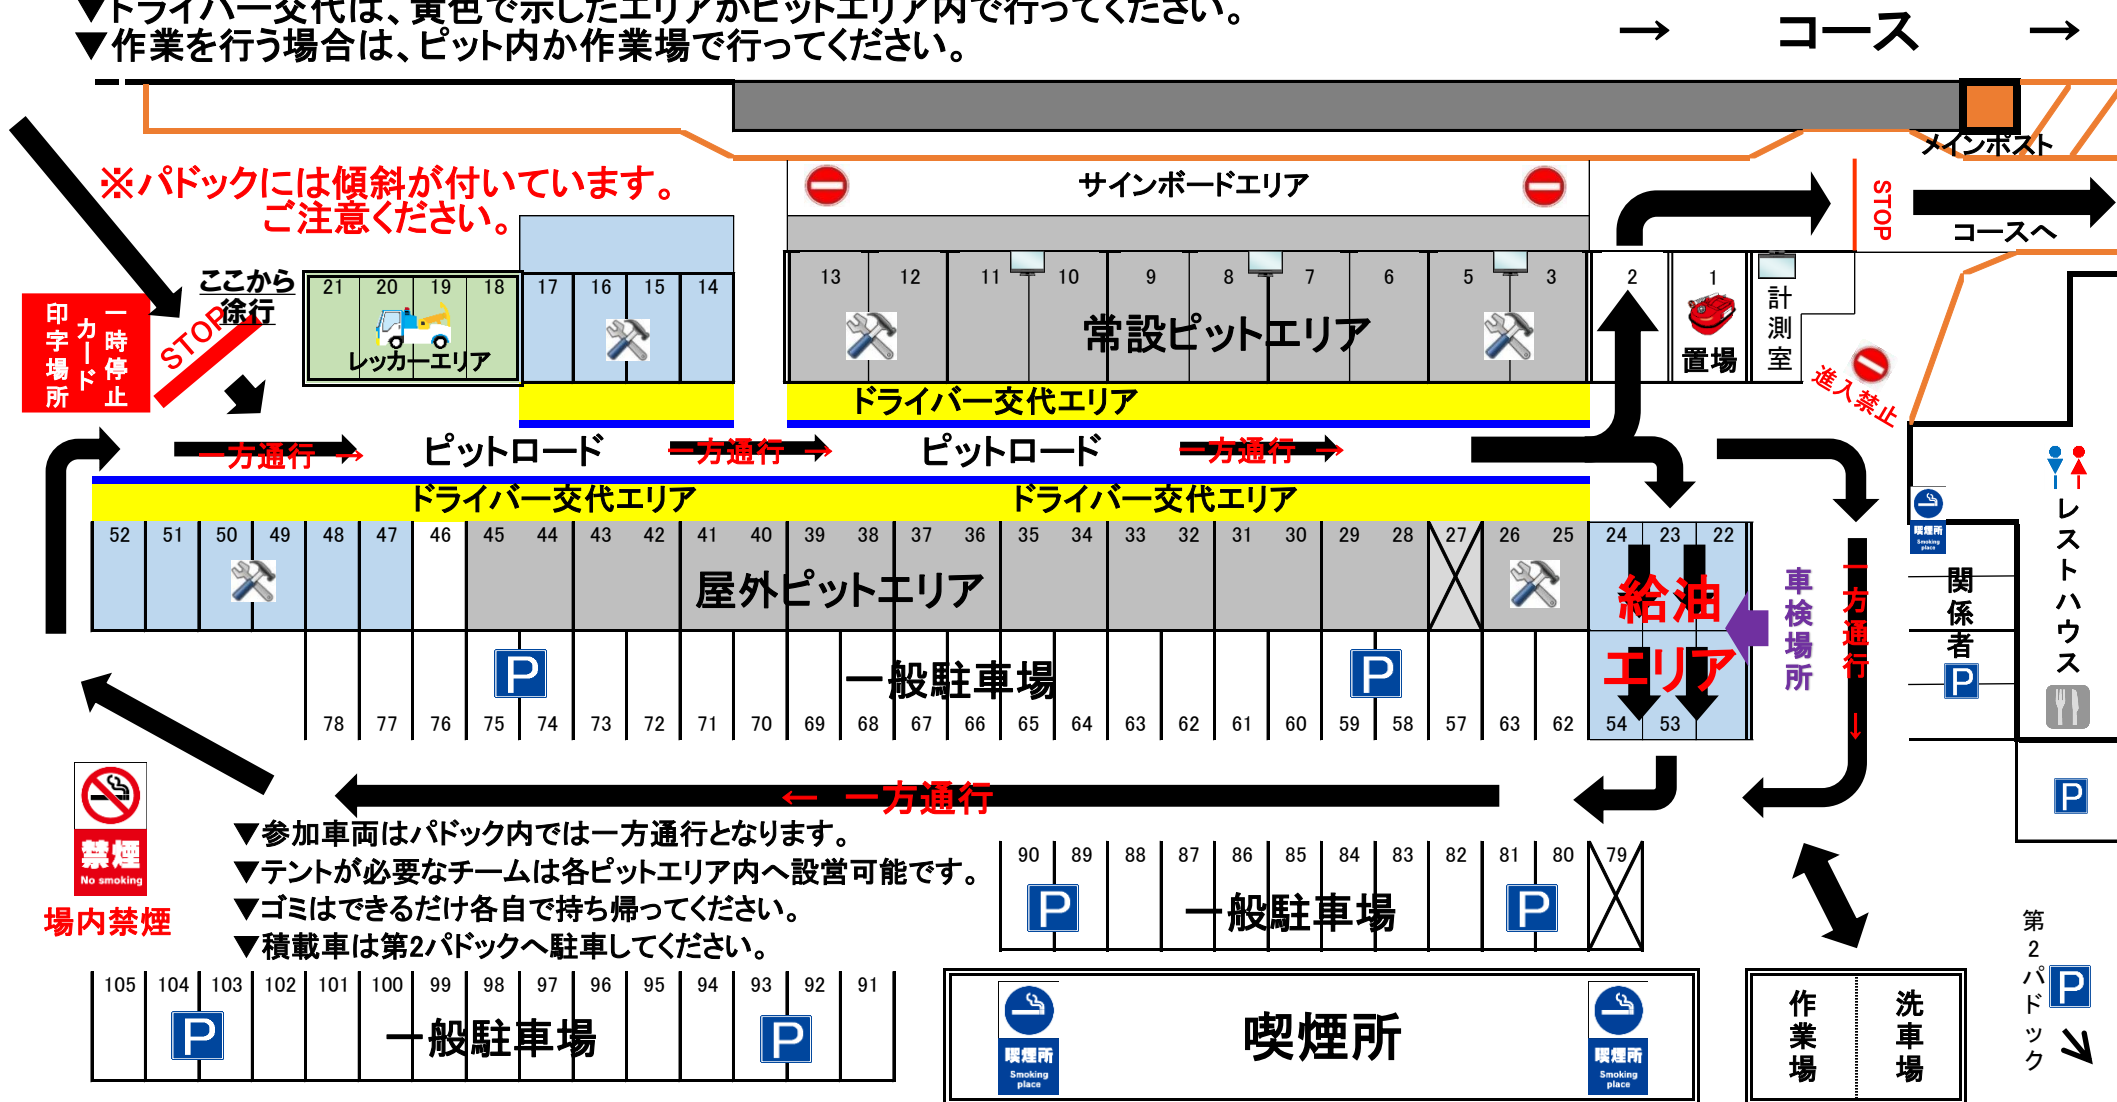 ▼ドライバー交代は、黄色で示したエリアかピットエリア内で行ってください。
▼作業を行う場合は、ピット内か作業場で行ってください。
→ コース →
メインポスト
※パドックには傾斜が付いています。
ご注意ください。
サインボードエリア
STOP
コースへ
ここから
徐行
STOP
一時停止
カード
印字場所
21 20 19 18 17 16 15 14
レッカーエリア
13 12 11 10 9 8 7 6 5 3 2 1
常設ピットエリア
置場
計測室
進入禁止
ドライバー交代エリア
一方通行 →
ピットロード
一方通行 →
ピットロード
一方通行 →
ドライバー交代エリア
ドライバー交代エリア
52 51 50 49 48 47 46 45 44 43 42 41 40 39 38 37 36 35 34 33 32 31 30 29 28 27 26 25 24 23 22
屋外ピットエリア
給油
エリア
車検場所
一方通行 →
喫煙所
Smoking
place
関係者
P
レストハウス
P
P
一般駐車場
P
78 77 76 75 74 73 72 71 70 69 68 67 66 65 64 63 62 61 60 59 58 57 63 62 54 53
← 一方通行
禁煙
No smoking
場内禁煙
▼参加車両はパドック内では一方通行となります。
▼テントが必要なチームは各ピットエリア内へ設営可能です。
▼ゴミはできるだけ各自で持ち帰ってください。
▼積載車は第2パドックへ駐車してください。
90 89 88 87 86 85 84 83 82 81 80 79
P
一般駐車場
P
105 104 103 102 101 100 99 98 97 96 95 94 93 92 91
P
一般駐車場
P
喫煙所
Smoking
place
喫煙所
喫煙所
Smoking
place
作業場
洗車場
第2パドック
P